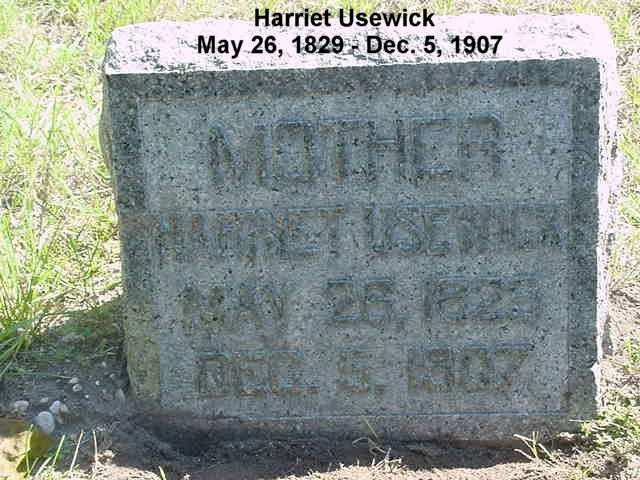 Harriet Usewick
May 26, 1829 - Dec. 5, 1907
MOTHER
HARRIET USEWICK
MAY 26, 1829
DEC. 5, 1907